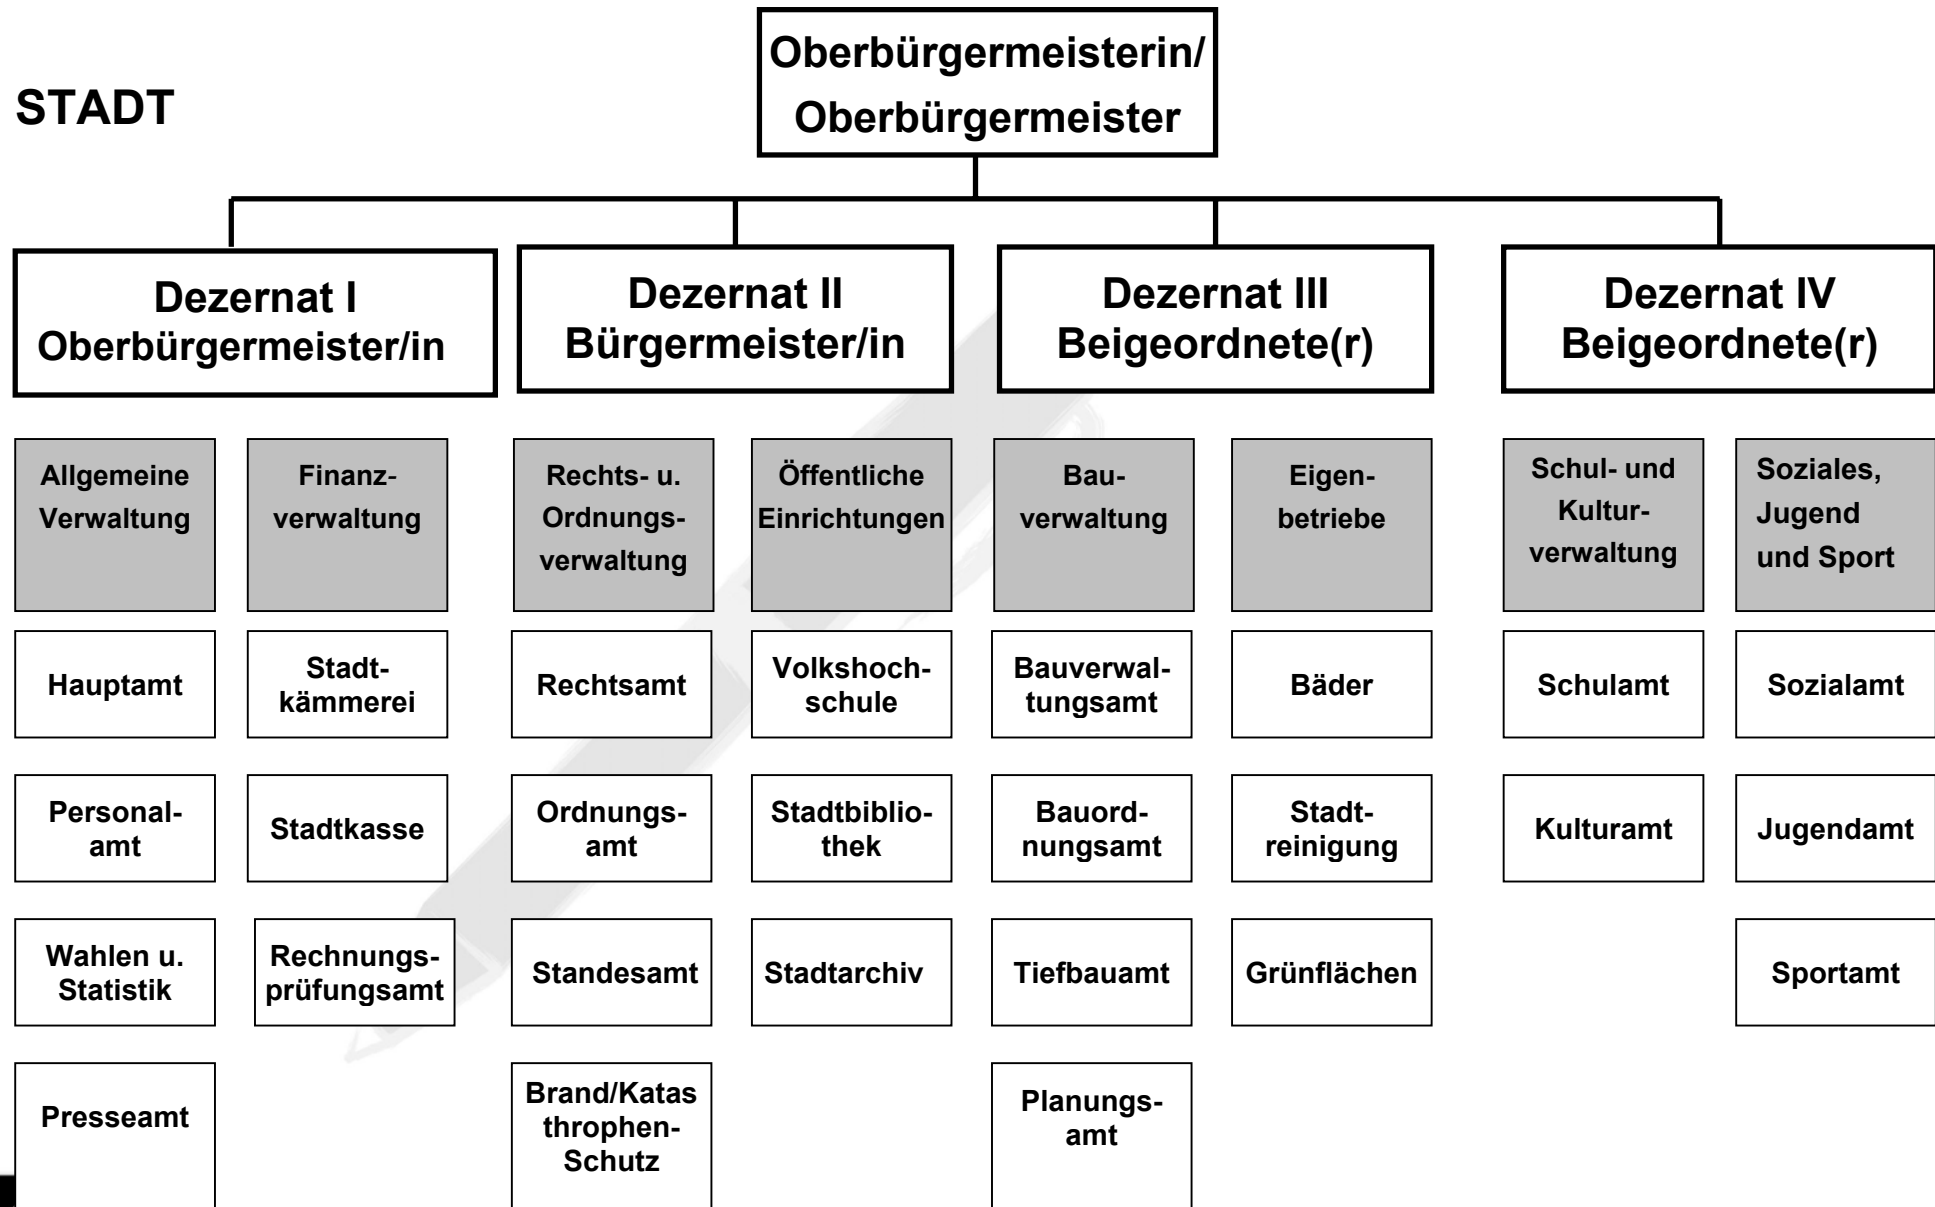 STADT
Oberbürgermeisterin/
Oberbürgermeister
Dezernat I
Oberbürgermeister/in
Dezernat II
Bürgermeister/in
Dezernat III
Beigeordnete(r)
Dezernat IV
Beigeordnete(r)
Allgemeine
Verwaltung
Finanz-
verwaltung
Rechts- u.
Ordnungs-
verwaltung
Öffentliche
Einrichtungen
Bau-
verwaltung
Eigen-
betriebe
Schul- und
Kultur-
verwaltung
Soziales,
Jugend
und Sport
Hauptamt
Stadt-
kämmerei
Rechtsamt
Volkshoch-
schule
Bauverwal-
tungsamt
Bäder
Schulamt
Sozialamt
Personal-
amt
Stadtkasse
Ordnungs-
amt
Stadtbiblio-
thek
Bauord-
nungsamt
Stadt-
reinigung
Kulturamt
Jugendamt
Wahlen u.
Statistik
Rechnungs-
prüfungsamt
Standesamt
Stadtarchiv
Tiefbauamt
Grünflächen
Sportamt
Presseamt
Brand/Katas
throphen-
Schutz
Planungs-
amt